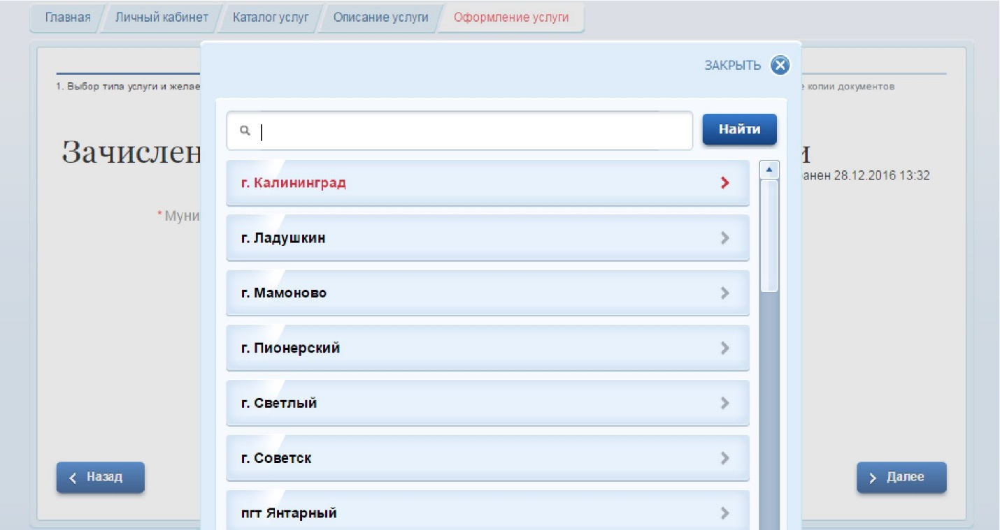 Главная Личный кабинет Каталог услуг Описание услуги Оформление услуги
ЗАКРЫТЬ
1. Выбор типа услуги и желае
копии документов
Найти
Зачислен
и
анен 28.12.2016 13:32
г. Калининград
* Муни
г. Ладушкин
г. Мамоново
г. Пионерский
г. Светлый
г. Советск
Назад
Далее
пгт Янтарный